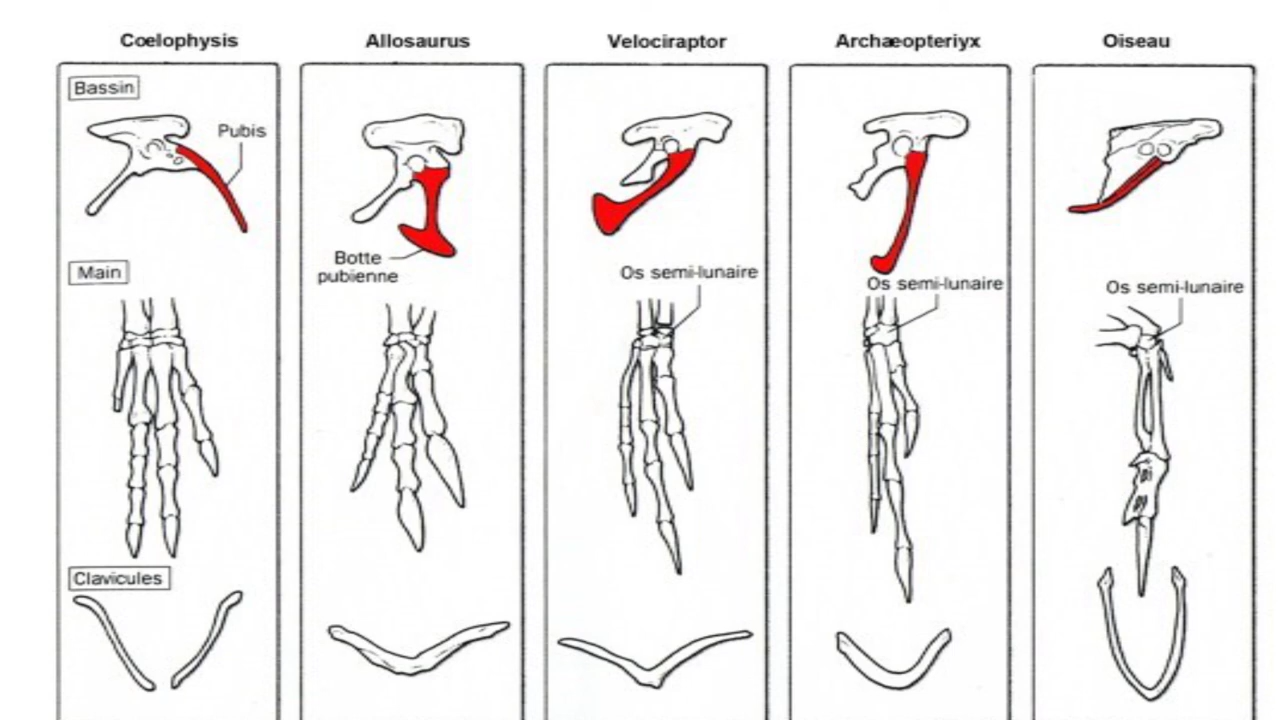 Cœlophysis
Allosaurus
Velociraptor
Archæopteriyx
Oiseau
Bassin
Pubis
Botte
pubienne
Main
Os semi-lunaire
Os semi-lunaire
Os semi-lunaire
Clavicules